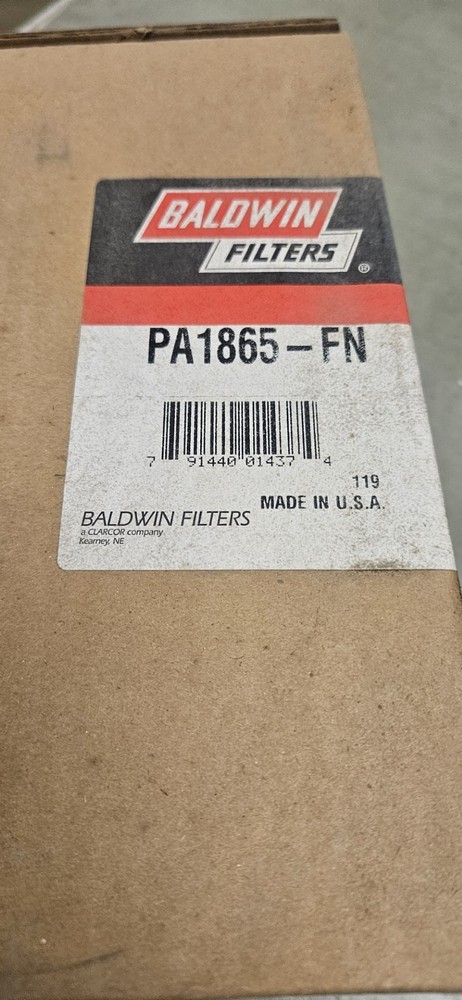 BALDWIN
FILTERS ®
PA1865-FN
7 91440 01437 4
119
MADE IN U.S.A.
BALDWIN FILTERS
a CLARCOR company
Kearney, NE